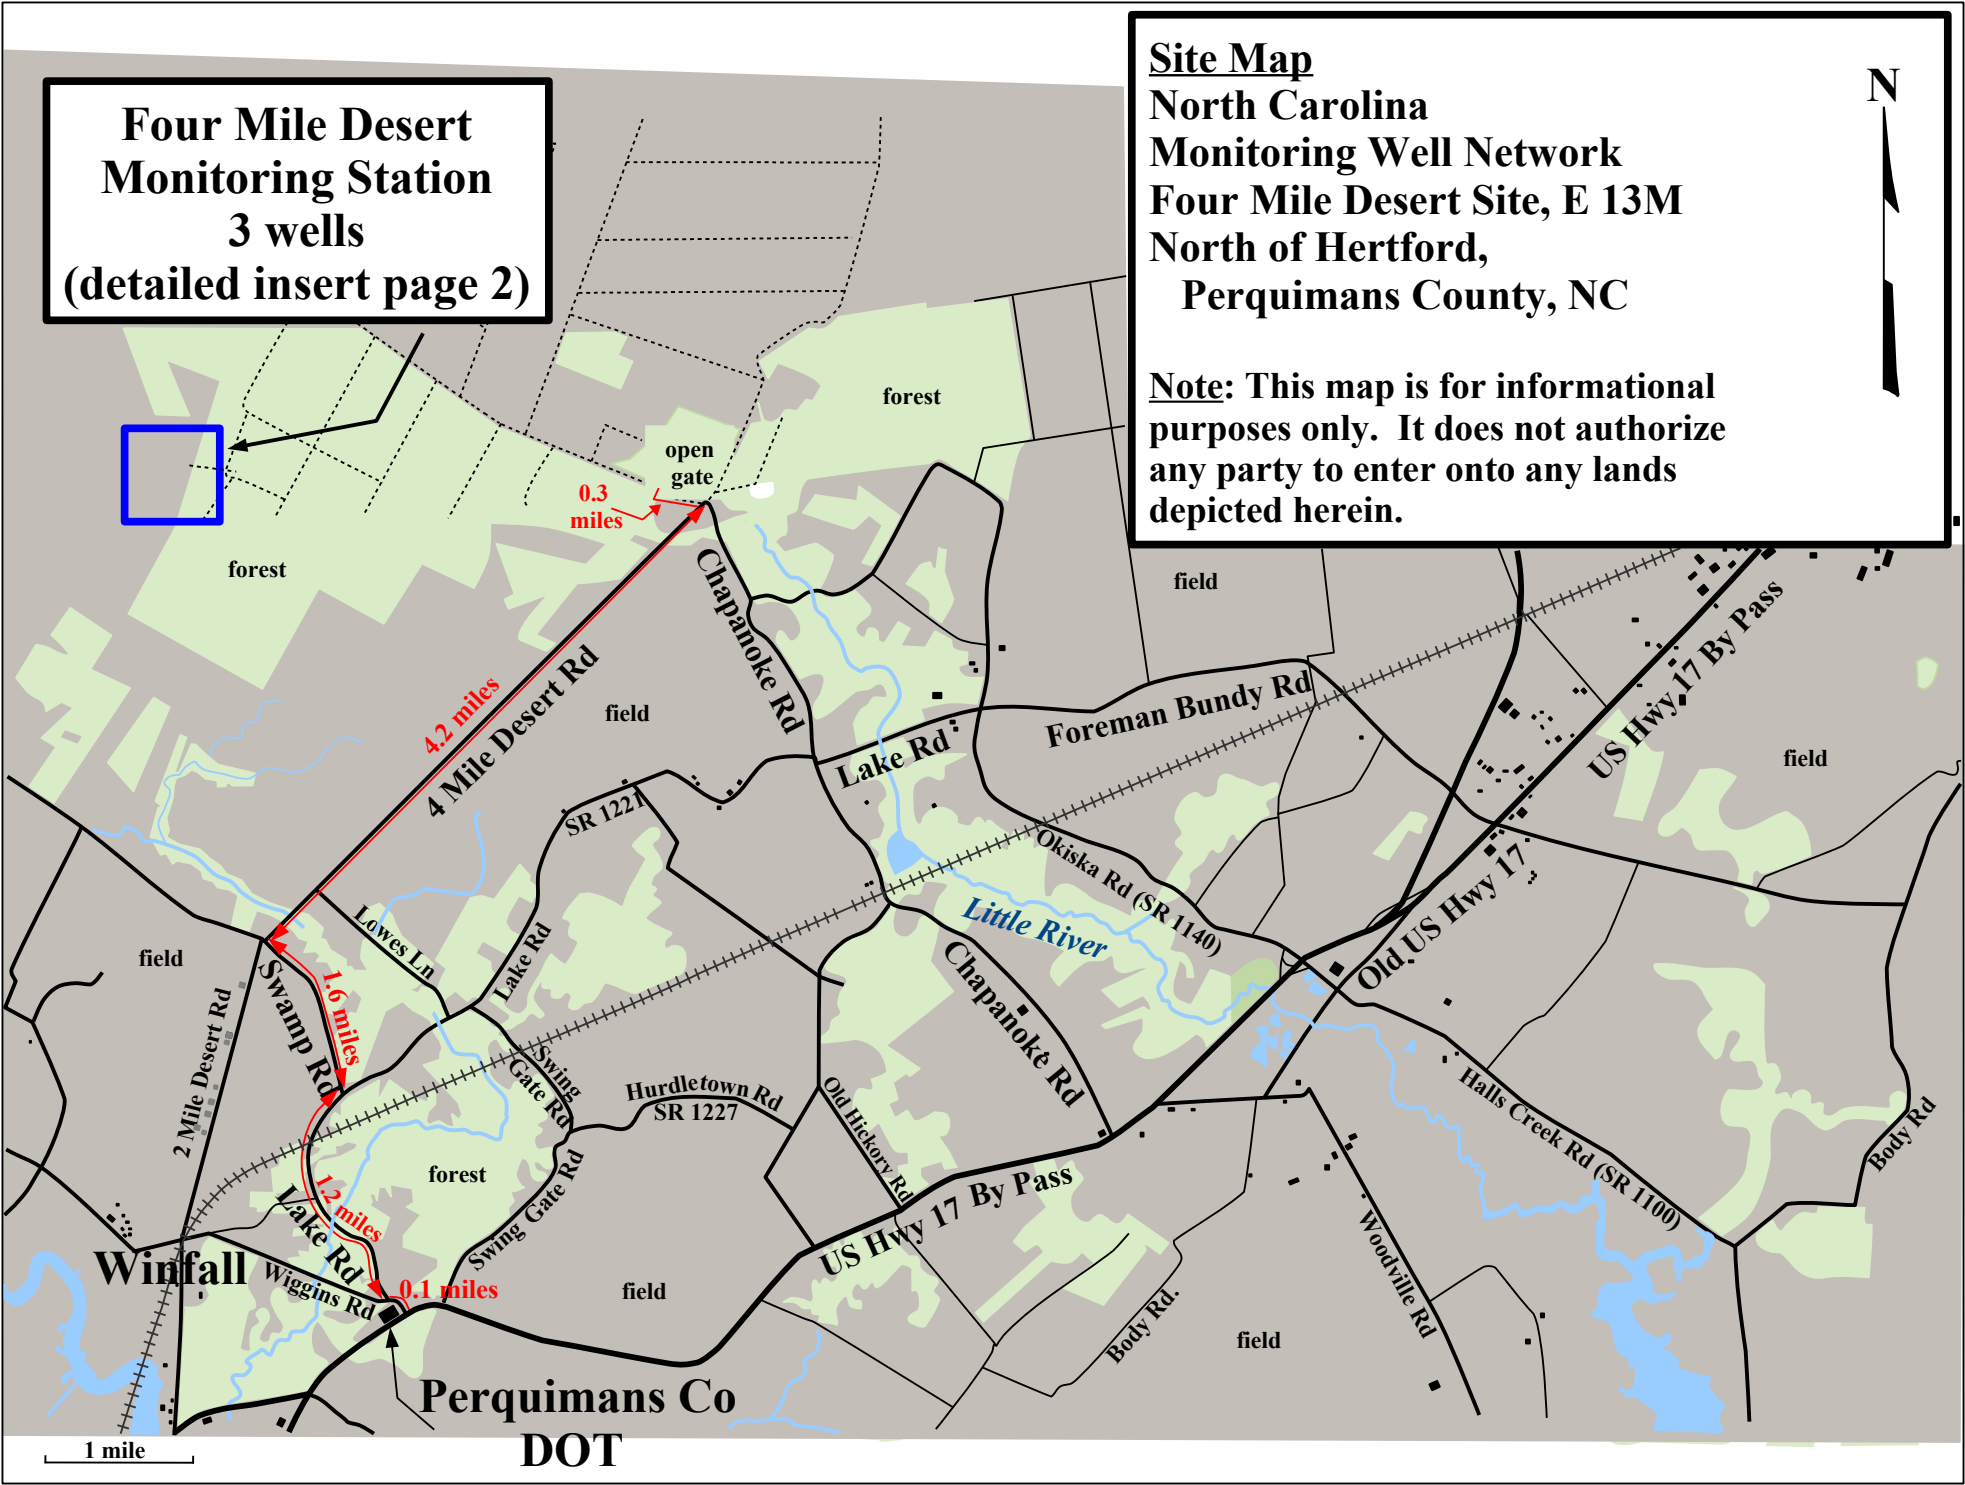 Four Mile Desert
Monitoring Station
3 wells
(detailed insert page 2)
Site Map
North Carolina
Monitoring Well Network
Four Mile Desert Site, E 13M
North of Hertford,
Perquimans County, NC
Note: This map is for informational
purposes only. It does not authorize
any party to enter onto any lands
depicted herein.
N
forest
open
gate
0.3
miles
forest
field
Chapanoke Rd
4.2 miles
4 Mile Desert Rd
field
Lake Rd
Foreman Bundy Rd
US Hwy 17 By Pass
field
SR 1221
Okiska Rd (SR 1140)
Little River
Old US Hwy 17
Lowes Ln
Lake Rd
field
Swamp Rd
1.6 miles
2 Mile Desert Rd
Chapanoke Rd
Swing
Gate Rd
Hurdletown Rd
SR 1227
Old Hickory Rd
Halls Creek Rd (SR 1100)
Body Rd
forest
Swing Gate Rd
1.2 miles
Lake Rd
US Hwy 17 By Pass
Woodville Rd
Winfall
Wiggins Rd
0.1 miles
field
Body Rd.
field
Perquimans Co
DOT
1 mile